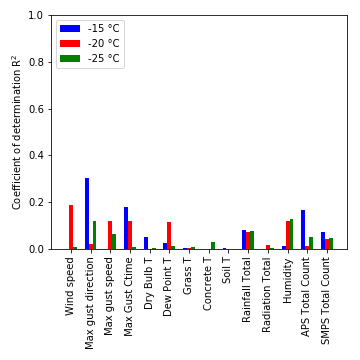 1.0
0.8
0.6
0.4
0.2
0.0
Coefficient of determination R²
-15 °C
-20 °C
-25 °C
Wind speed
Max gust direction
Max gust speed
Max Gust Ctime
Dry Bulb T
Dew Point T
Grass T
Concrete T
Soil T
Rainfall Total
Radiation Total
Humidity
APS Total Count
SMPS Total Count